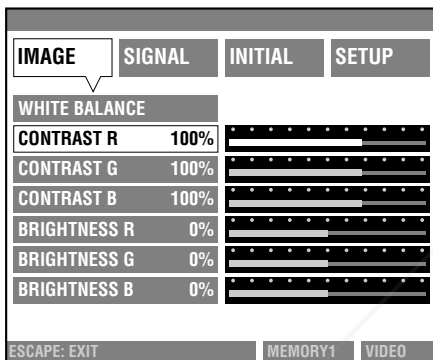 IMAGE SIGNAL INITIAL SETUP
WHITE BALANCE
CONTRAST R 100%
CONTRAST G 100%
CONTRAST B 100%
BRIGHTNESS R 0%
BRIGHTNESS G 0%
BRIGHTNESS B 0%
ESCAPE: EXIT MEMORY1 VIDEO